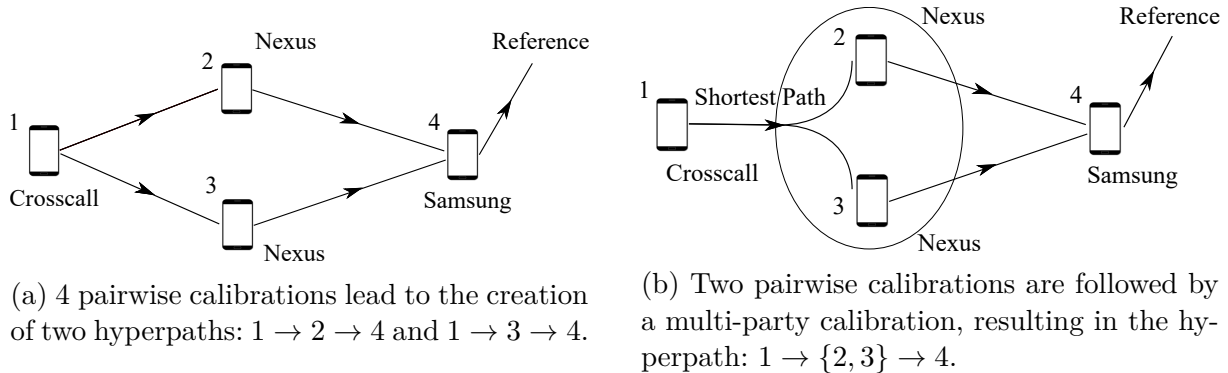 Nexus
2
Reference
1
4
Crosscall
3
Samsung
Nexus
(a) 4 pairwise calibrations lead to the creation
of two hyperpaths: 1 → 2 → 4 and 1 → 3 → 4.
Nexus
Reference
2
1
Shortest Path
4
Crosscall
Samsung
3
Nexus
(b) Two pairwise calibrations are followed by
a multi-party calibration, resulting in the hy-
perpath: 1 → {2, 3} → 4.